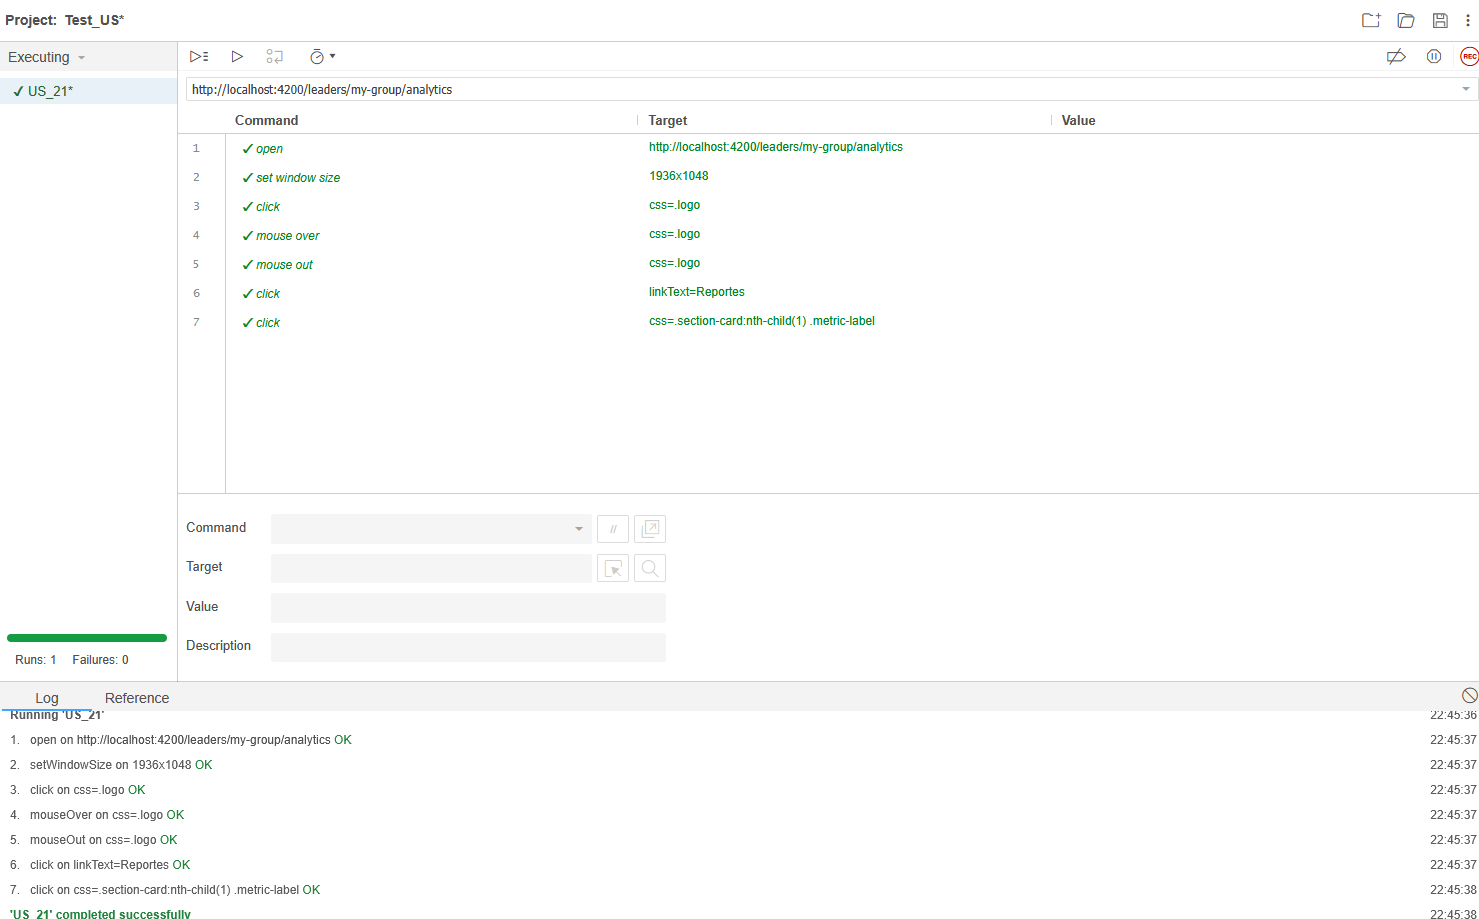 Project: Test_US*
Executing
✓ US_21*
http://localhost:4200/leaders/my-group/analytics
REC
Command Target Value
1 ✓ open http://localhost:4200/leaders/my-group/analytics
2 ✓ set window size 1936x1048
3 ✓ click css=.logo
4 ✓ mouse over css=.logo
5 ✓ mouse out css=.logo
6 ✓ click linkText=Reportes
7 ✓ click css=.section-card:nth-child(1) .metric-label
Command //
Target
Value
Description
Runs: 1 Failures: 0
Log Reference
Running 'US_21' 22:45:36
1. open on http://localhost:4200/leaders/my-group/analytics OK 22:45:37
2. setWindowSize on 1936x1048 OK 22:45:37
3. click on css=.logo OK 22:45:37
4. mouseOver on css=.logo OK 22:45:37
5. mouseOut on css=.logo OK 22:45:37
6. click on linkText=Reportes OK 22:45:37
7. click on css=.section-card:nth-child(1) .metric-label OK 22:45:38
'US_21' completed successfully 22:45:38